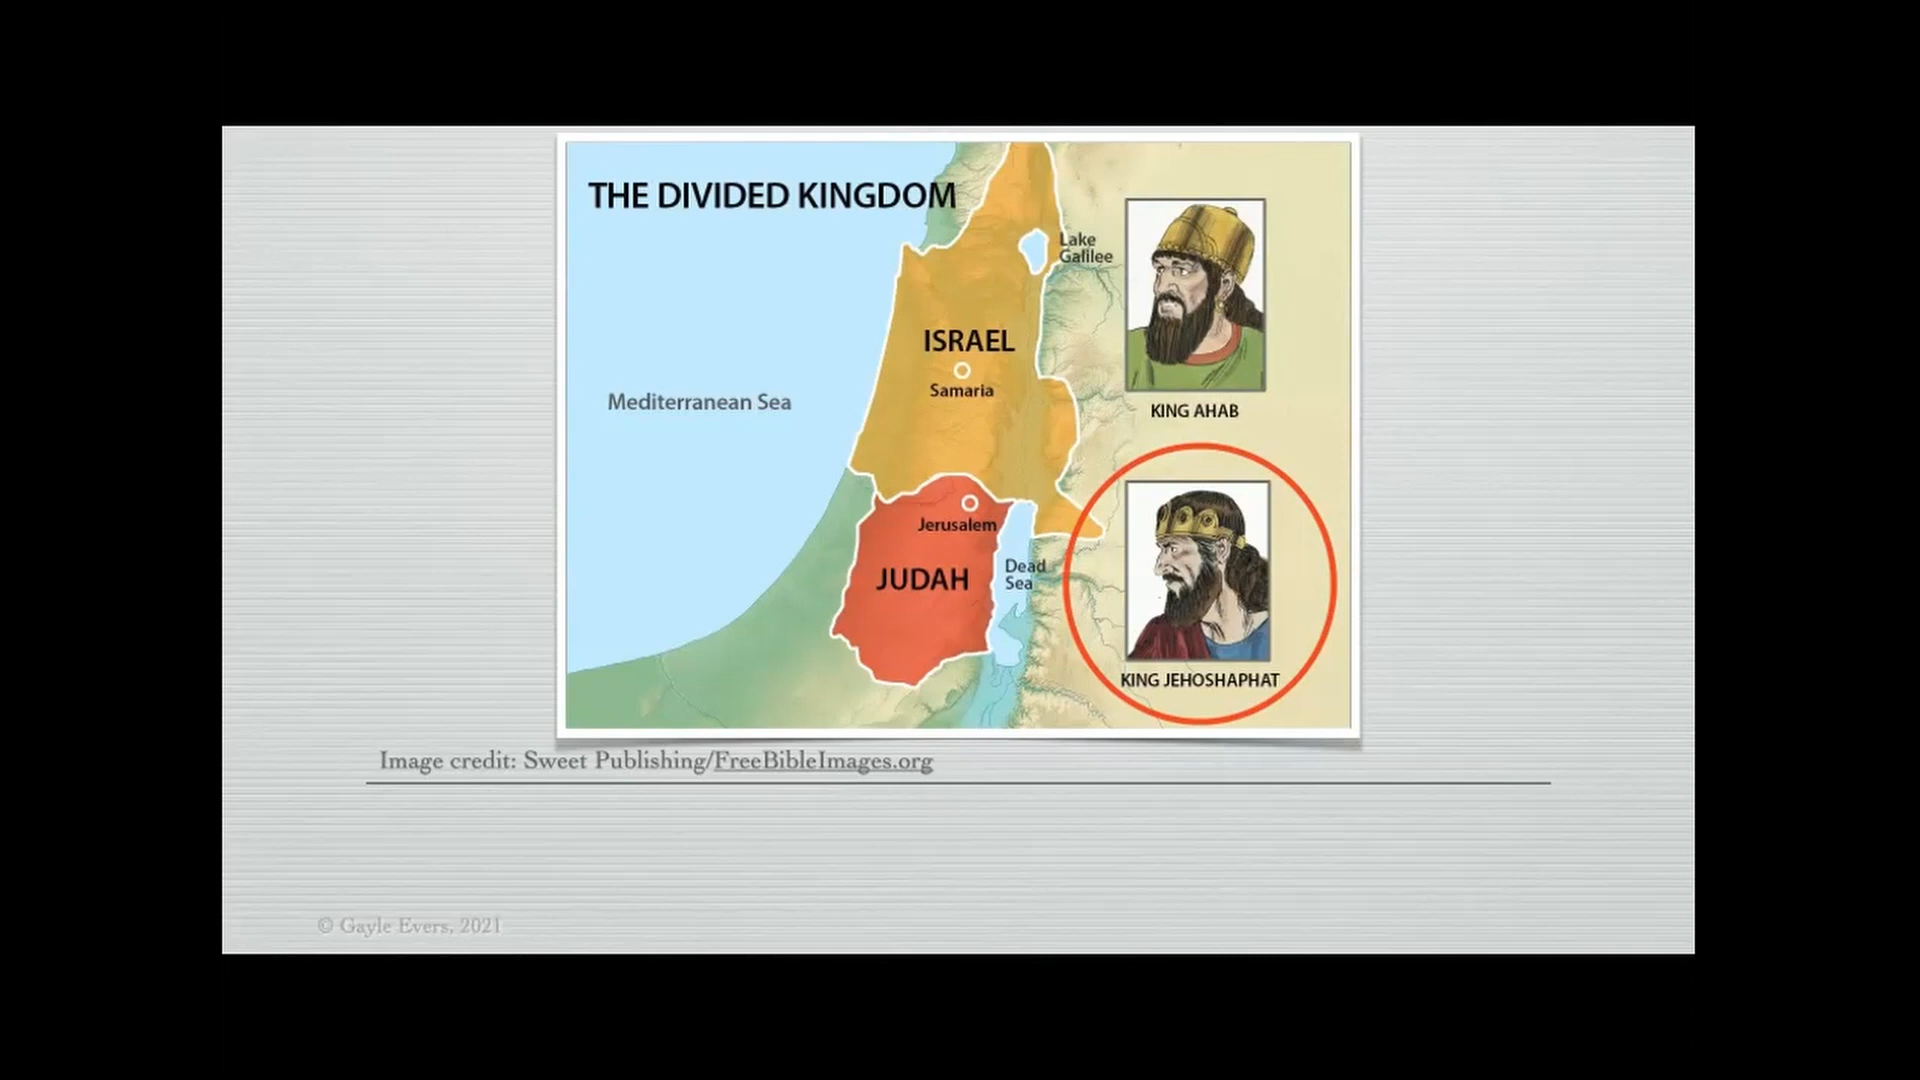 THE DIVIDED KINGDOM
Lake
Galilee
ISRAEL
Samaria
Mediterranean Sea
KING AHAB
Jerusalem
JUDAH
Dead
Sea
KING JEHOSHAPHAT
Image credit: Sweet Publishing/FreeBibleImages.org
© Gayle Evers, 2021